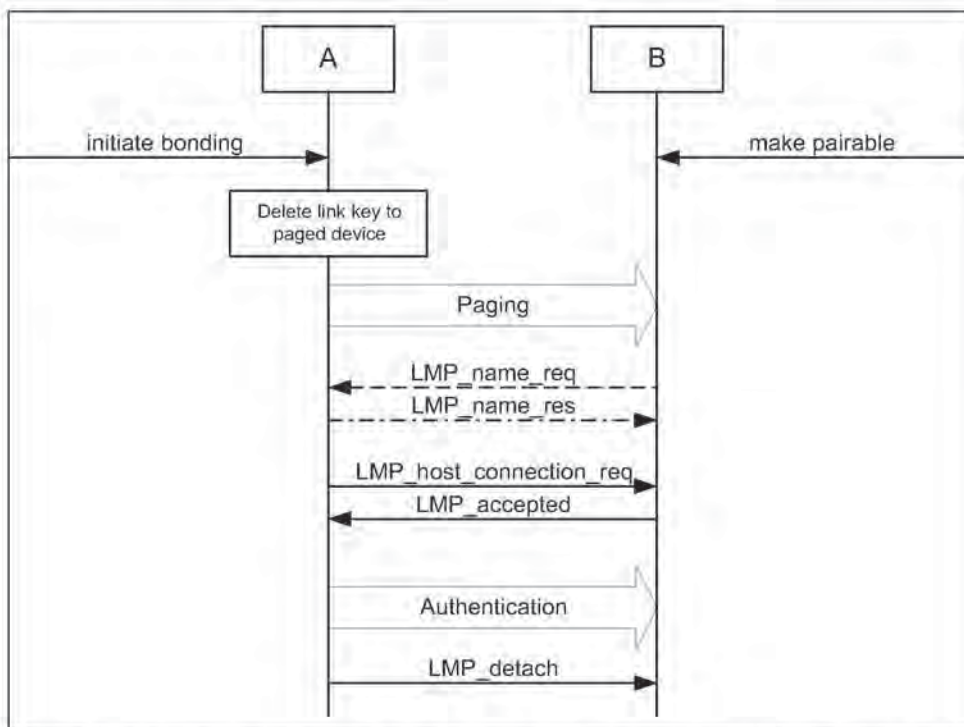 A
B
initiate bonding
make pairable
Delete link key to
paged device
Paging
LMP_name_req
LMP_name_res
LMP_host_connection_req
LMP_accepted
Authentication
LMP_detach